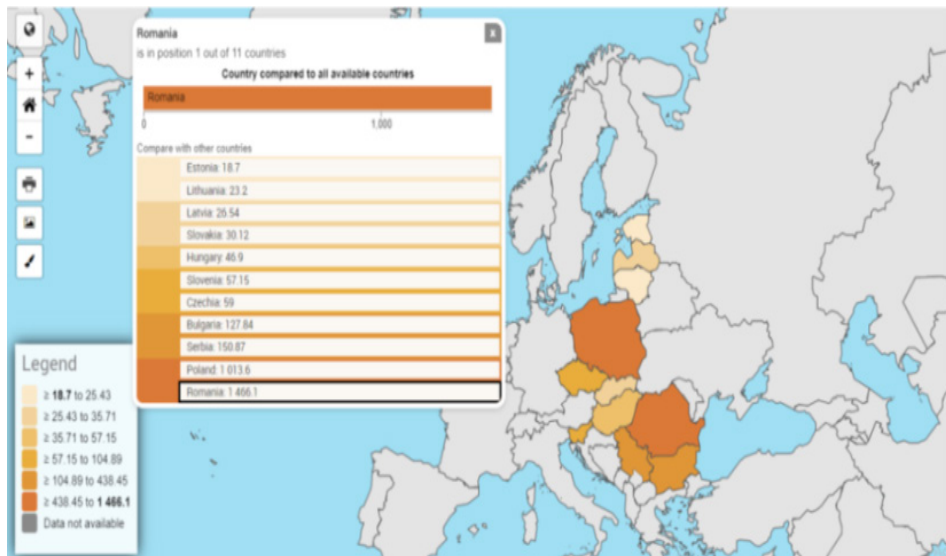 Romania
x
is in position 1 out of 11 countries
Country compared to all available countries
Romania
0 1,000
Compare with other countries
Estonia: 18.7
Lithuania: 23.2
Latvia: 26.54
Slovakia: 30.12
Hungary: 46.9
Slovenia: 57.15
Czechia: 59
Bulgaria: 127.84
Serbia: 150.87
Poland: 1 013.6
Romania: 1 466.1
Legend
≥ 18.7 to 25.43
≥ 25.43 to 35.71
≥ 35.71 to 57.15
≥ 57.15 to 104.89
≥ 104.89 to 438.45
≥ 438.45 to 1 466.1
Data not available